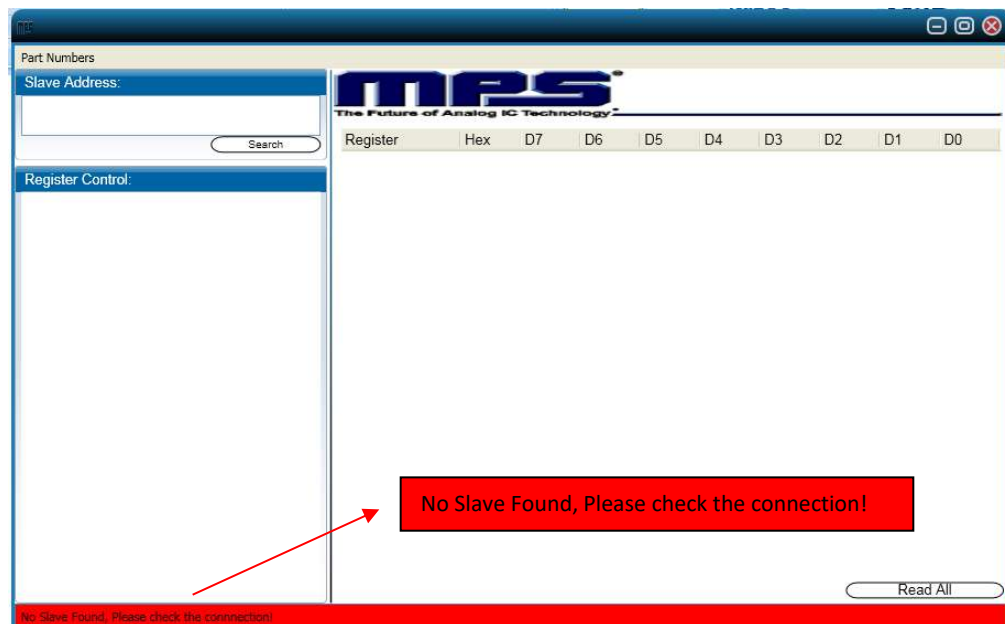 mps
Part Numbers
Slave Address:
Search
Register Control:
mps
The Future of Analog IC Technology
Register Hex D7 D6 D5 D4 D3 D2 D1 D0
No Slave Found, Please check the connection!
Read All
No Slave Found, Please check the connnection!